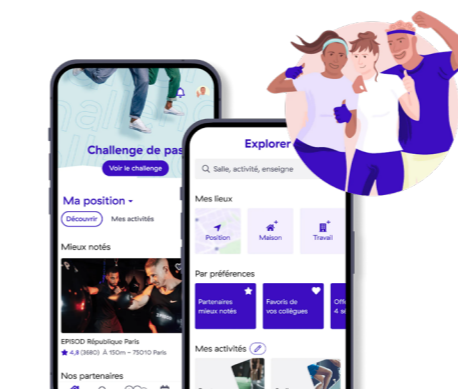 Challenge de pas
Voir le challenge
Ma position
Découvrir
Mes activités
Mieux notés
EPISOD République Paris
4,8 (3680) À 150m - 75010 Paris
Nos partenaires
Explorer
Salle, activité, enseigne
Mes lieux
Position
Maison
Travail
Par préférences
Partenaires
mieux notés
Favoris de
vos collègues
Mes activités